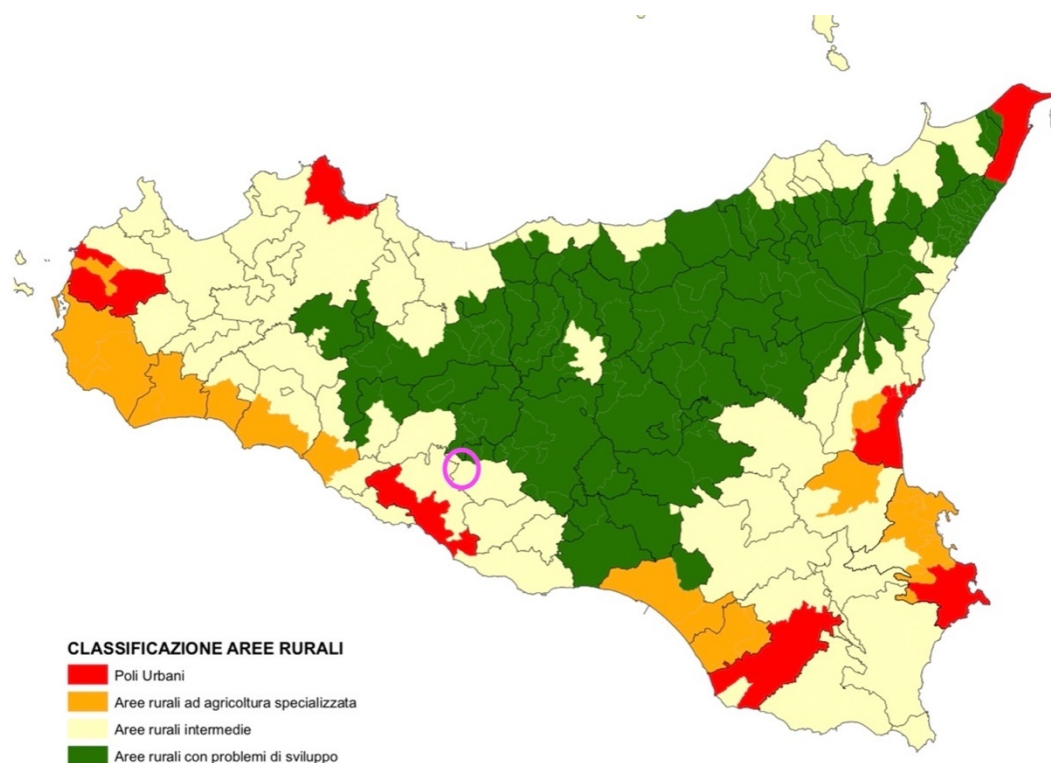 CLASSIFICAZIONE AREE RURALI
Poli Urbani
Aree rurali ad agricoltura specializzata
Aree rurali intermedie
Aree rurali con problemi di sviluppo